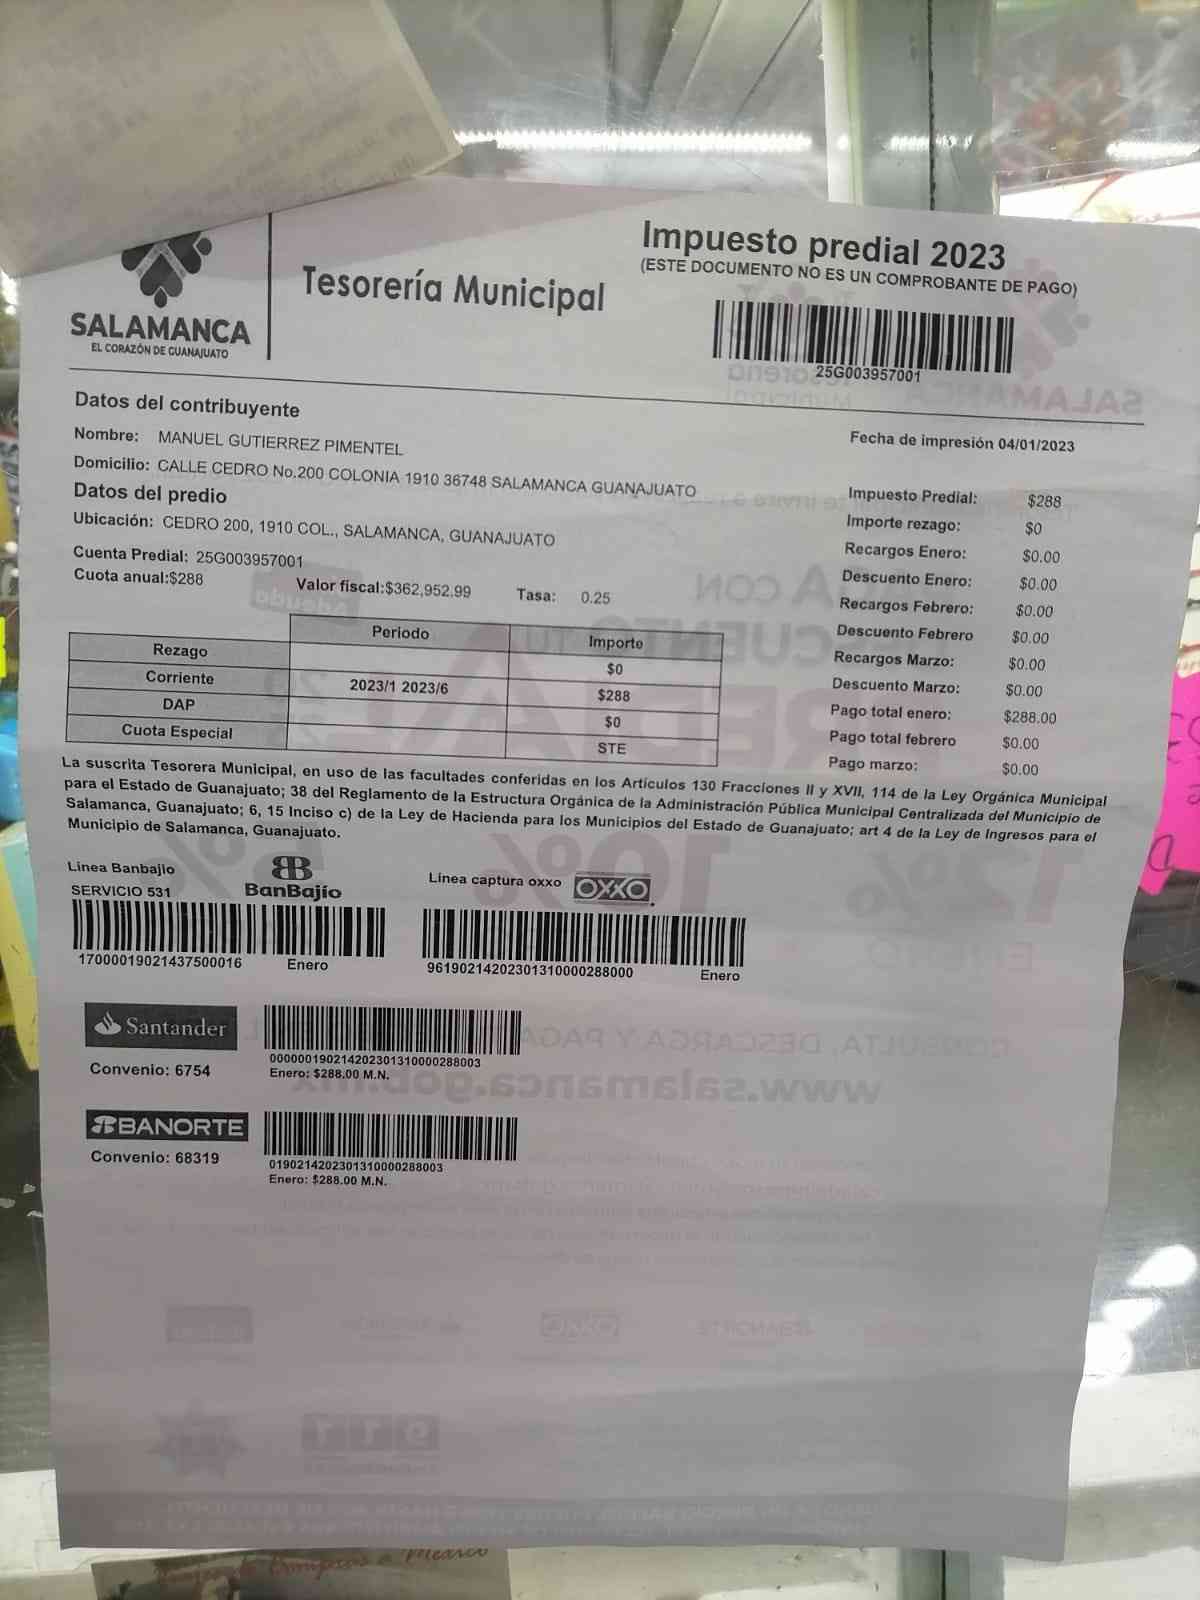 SALAMANCA
EL CORAZÓN DE GUANAJUATO
Tesorería Municipal
Impuesto predial 2023
(ESTE DOCUMENTO NO ES UN COMPROBANTE DE PAGO)
25G003957001
Datos del contribuyente
Fecha de impresión 04/01/2023
Nombre: MANUEL GUTIERREZ PIMENTEL
Domicilio: CALLE CEDRO No.200 COLONIA 1910 36748 SALAMANCA GUANAJUATO
Datos del predio
Ubicación: CEDRO 200, 1910 COL., SALAMANCA, GUANAJUATO
Cuenta Predial: 25G003957001
Cuota anual:$288 Valor fiscal:$362,952.99 Tasa: 0.25
Impuesto Predial: $288
Importe rezago: $0
Recargos Enero: $0.00
Descuento Enero: $0.00
Recargos Febrero: $0.00
Descuento Febrero $0.00
Recargos Marzo: $0.00
Descuento Marzo: $0.00
Pago total enero: $288.00
Pago total febrero $0.00
Pago marzo: $0.00
Periodo Importe
Rezago $0
Corriente 2023/1 2023/6 $288
DAP $0
Cuota Especial STE
La suscrita Tesorera Municipal, en uso de las facultades conferidas en los Artículos 130 Fracciones II y XVII, 114 de la Ley Orgánica Municipal
para el Estado de Guanajuato; 38 del Reglamento de la Estructura Orgánica de la Administración Pública Municipal Centralizada del Municipio de
Salamanca, Guanajuato; 6, 15 Inciso c) de la Ley de Hacienda para los Municipios del Estado de Guanajuato; art 4 de la Ley de Ingresos para el
Municipio de Salamanca, Guanajuato.
Linea Banbajio
SERVICIO 531
BanBajío
17000019021437500016 Enero
Linea captura oxxo OXXO
96190214202301310000288000 Enero
Santander
Convenio: 6754
000000190214202301310000288003
Enero: $288.00 M.N.
BANORTE
Convenio: 68319
0190214202301310000288003
Enero: $288.00 M.N.